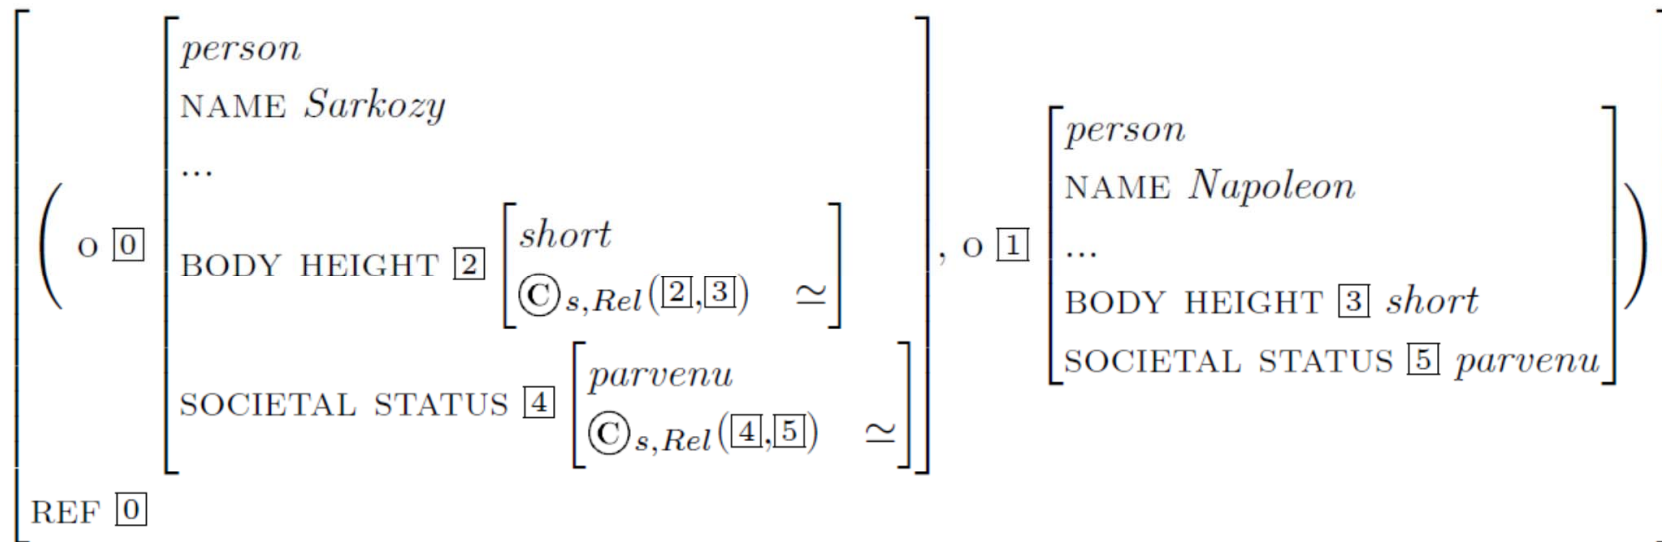 person
NAME Sarkozy
...
( o 0
BODY HEIGHT 2
short
Ⓒs,Rel(2,3) ≃
SOCIETAL STATUS 4
parvenu
Ⓒs,Rel(4,5) ≃
, o 1
person
NAME Napoleon
...
BODY HEIGHT 3 short
SOCIETAL STATUS 5 parvenu
)
REF 0